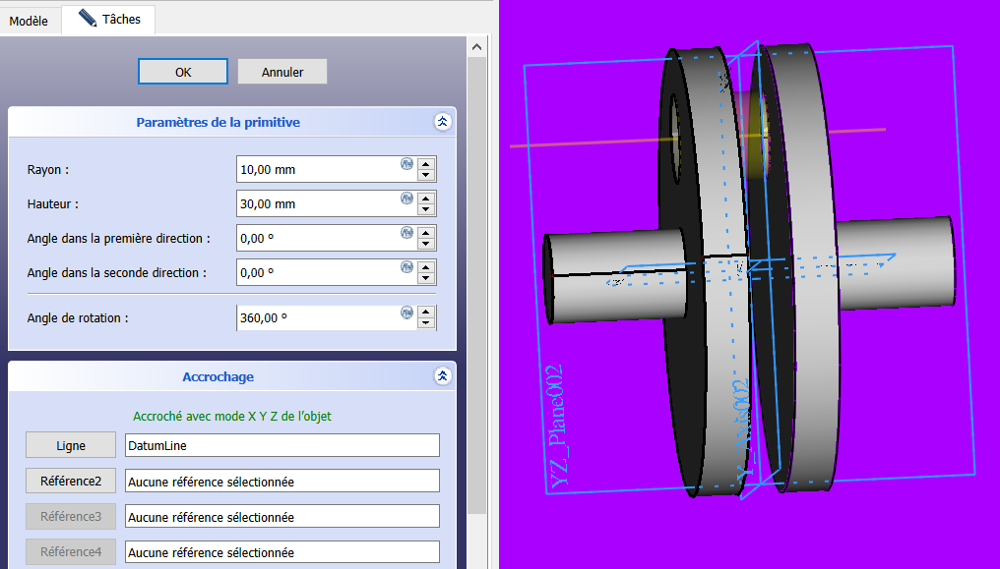 Modèle
Tâches
OK
Annuler
Paramètres de la primitive
Rayon :
10,00 mm
Hauteur :
30,00 mm
Angle dans la première direction :
0,00 º
Angle dans la seconde direction :
0,00 º
Angle de rotation :
360,00 º
Accrochage
Accroché avec mode X Y Z de l'objet
Ligne
DatumLine
Référence2
Aucune référence sélectionnée
Référence3
Aucune référence sélectionnée
Référence4
Aucune référence sélectionnée
YZ_Plane002
Y_Axis002